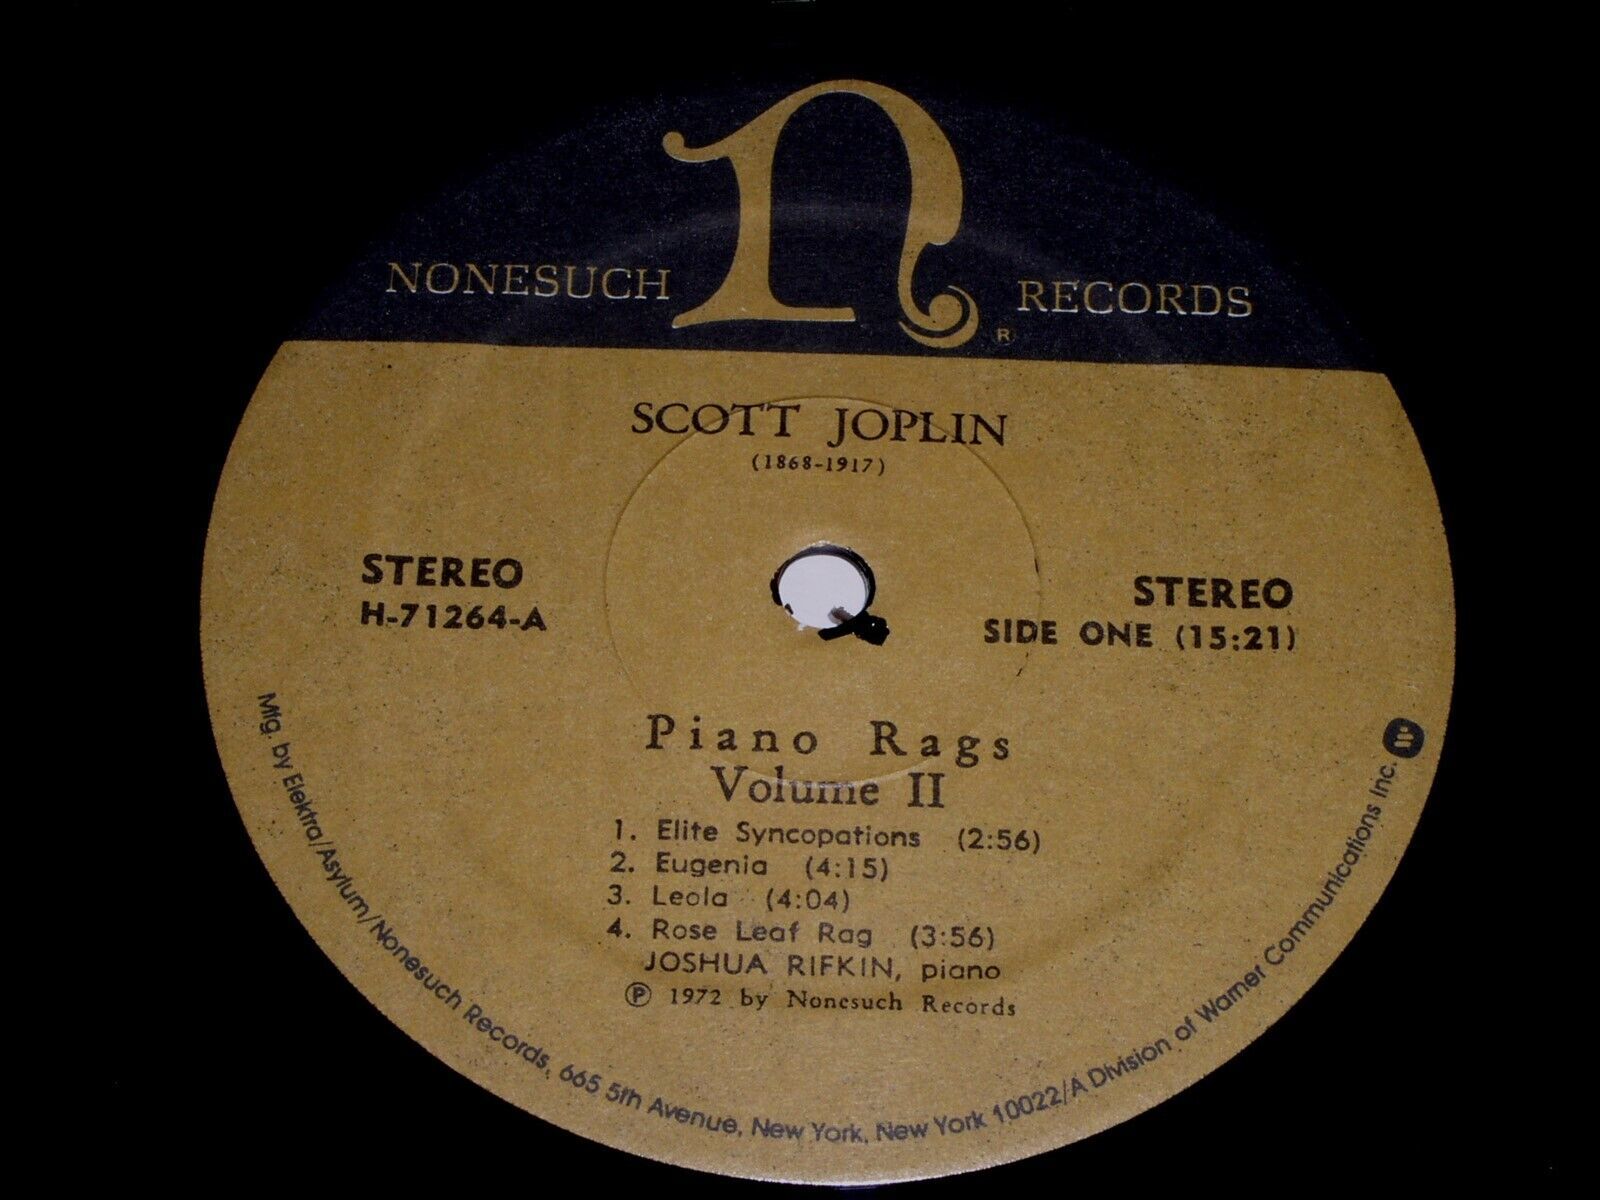 n
NONESUCH RECORDS
®
SCOTT JOPLIN
(1868-1917)
STEREO
H-71264-A
STEREO
SIDE ONE (15:21)
Piano Rags
Volume II
1. Elite Syncopations (2:56)
2. Eugenia (4:15)
3. Leola (4:04)
4. Rose Leaf Rag (3:56)
JOSHUA RIFKIN, piano
℗ 1972 by Nonesuch Records
Mfg. by Elektra/Asylum/Nonesuch Records, 665 5th Avenue, New York, New York 10022/A Division of Warner Communications Inc.